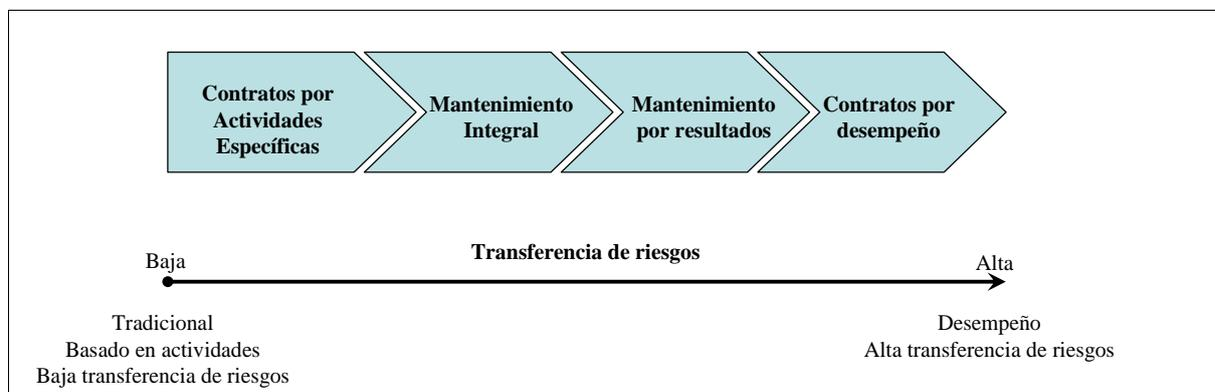 Contratos por
Actividades
Específicas
Mantenimiento
Integral
Mantenimiento
por resultados
Contratos por
desempeño
Transferencia de riesgos
Baja
Alta
Tradicional
Basado en actividades
Baja transferencia de riesgos
Desempeño
Alta transferencia de riesgos